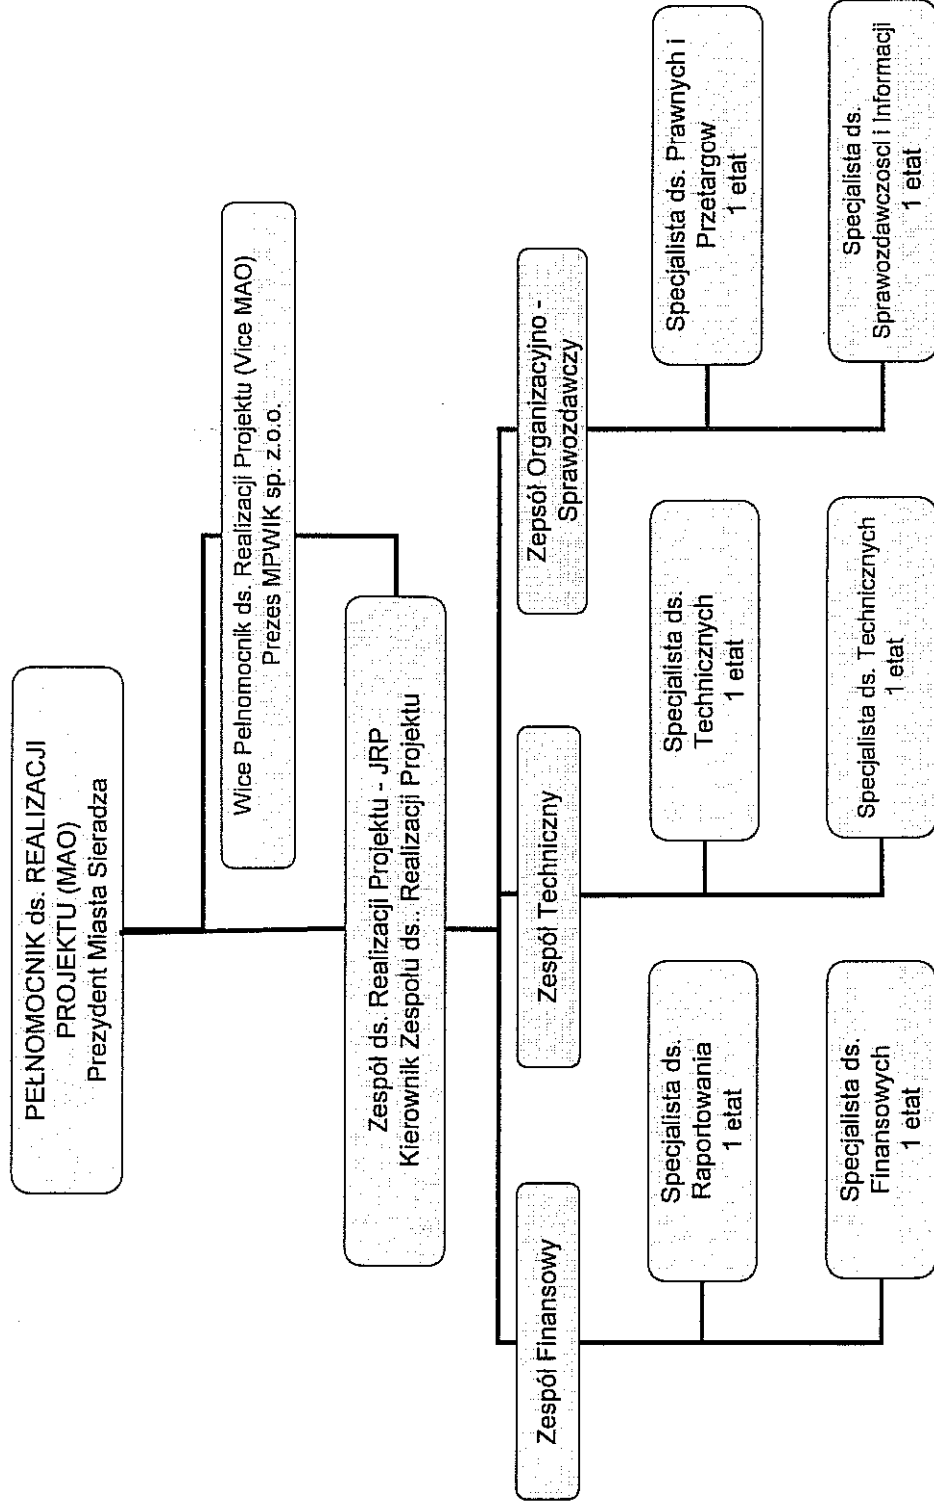 PEŁNOMOCNIK ds. REALIZACJI
PROJEKTU (MAO)
Prezydent Miasta Sieradza
Wice Pełnomocnik ds. Realizacji Projektu (Vice MAO)
Prezes MPWIK sp. z.o.o.
Zespół ds. Realizacji Projektu - JRP
Kierownik Zespołu ds.. Realizacji Projektu
Zespół Finansowy
Zespół Techniczny
Zepsół Organizacyjno -
Sprawozdawczy
Specjalista ds.
Raportowania
1 etat
Specjalista ds.
Technicznych
1 etat
Specjalista ds. Prawnych i
Przetargow
1 etat
Specjalista ds.
Finansowych
1 etat
Specjalista ds. Technicznych
1 etat
Specjalista ds.
Sprawozdawczosci i Informacji
1 etat